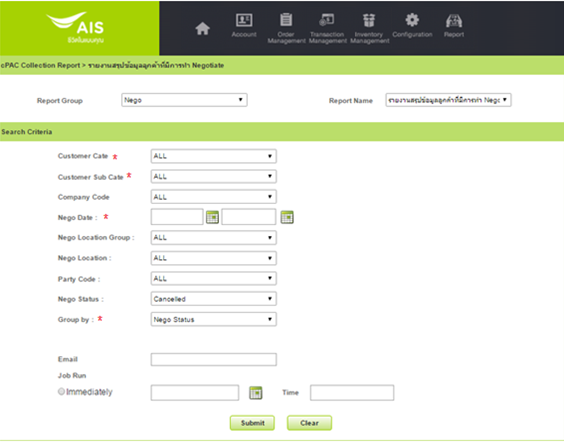 AIS
ชีวิตในแบบคุณ
Account
Order Management
Transaction Management
Inventory Management
Configuration
Report
cPAC Collection Report > รายงานสรุปข้อมูลลูกค้าที่มีการทำ Negotiate
Report Group Nego Report Name รายงานสรุปข้อมูลลูกค้าที่มีการทำ Negc
Search Criteria
Customer Cate * ALL
Customer Sub Cate * ALL
Company Code ALL
Nego Date : *
Nego Location Group : ALL
Nego Location : ALL
Party Code : ALL
Nego Status : Cancelled
Group by : * Nego Status
Email
Job Run
Immediately Time
Submit Clear